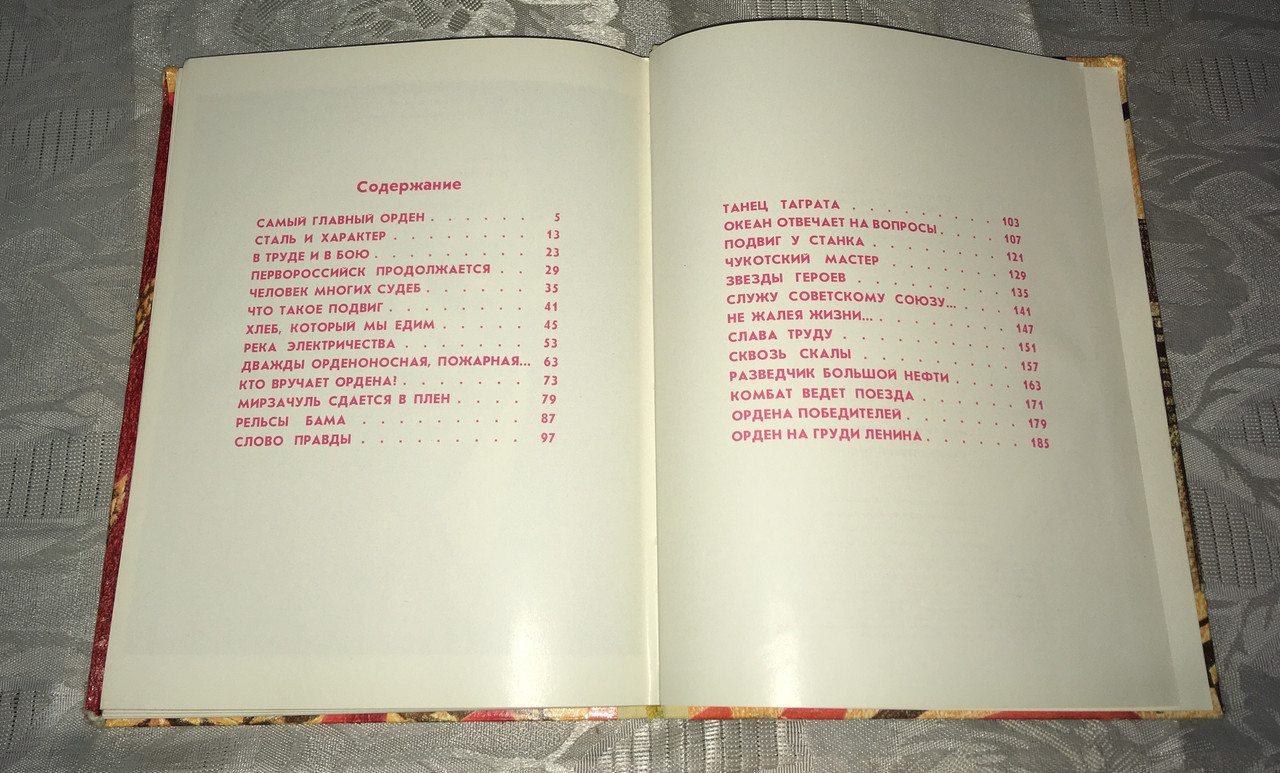 Содержание
САМЫЙ ГЛАВНЫЙ ОРДЕН . . . . . . 5
СТАЛЬ И ХАРАКТЕР . . . . . . . . 13
В ТРУДЕ И В БОЮ . . . . . . . . . 23
ПЕРВОРОССИЙСК ПРОДОЛЖАЕТСЯ . . 29
ЧЕЛОВЕК МНОГИХ СУДЕБ . . . . . . 35
ЧТО ТАКОЕ ПОДВИГ . . . . . . . . 41
ХЛЕБ, КОТОРЫЙ МЫ ЕДИМ . . . . . 45
РЕКА ЭЛЕКТРИЧЕСТВА . . . . . . . 53
ДВАЖДЫ ОРДЕНОНОСНАЯ, ПОЖАРНАЯ... 63
КТО ВРУЧАЕТ ОРДЕНА? . . . . . . . 73
МИРЗАЧУЛЬ СДАЕТСЯ В ПЛЕН . . . . 79
РЕЛЬСЫ БАМА . . . . . . . . . 87
СЛОВО ПРАВДЫ . . . . . . . . . 97
ТАНЕЦ ТАГРАТА . . . . . . . . . 103
ОКЕАН ОТВЕЧАЕТ НА ВОПРОСЫ . . . . 107
ПОДВИГ У СТАНКА . . . . . . . . 121
ЧУКОТСКИЙ МАСТЕР . . . . . . . 129
ЗВЕЗДЫ ГЕРОЕВ . . . . . . . . 135
СЛУЖУ СОВЕТСКОМУ СОЮЗУ... . . . 141
НЕ ЖАЛЕЯ ЖИЗНИ... . . . . . . . 147
СЛАВА ТРУДУ . . . . . . . . . 151
СКВОЗЬ СКАЛЫ . . . . . . . . 157
РАЗВЕДЧИК БОЛЬШОЙ НЕФТИ . . . . 163
КОМБАТ ВЕДЕТ ПОЕЗДА . . . . . . 171
ОРДЕНА ПОБЕДИТЕЛЕЙ . . . . . . 179
ОРДЕН НА ГРУДИ ЛЕНИНА . . . . . 185